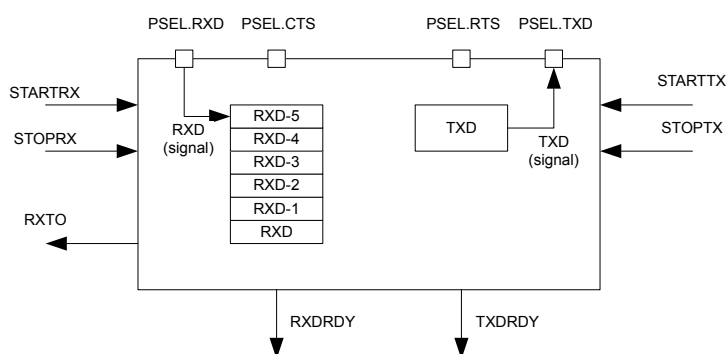 PSEL.RXD
PSEL.CTS
PSEL.RTS
PSEL.TXD
STARTRX
STOPRX
RXTO
RXD
(signal)
RXD-5
RXD-4
RXD-3
RXD-2
RXD-1
RXD
TXD
TXD
(signal)
STARTTX
STOPTX
RXDRDY
TXDRDY